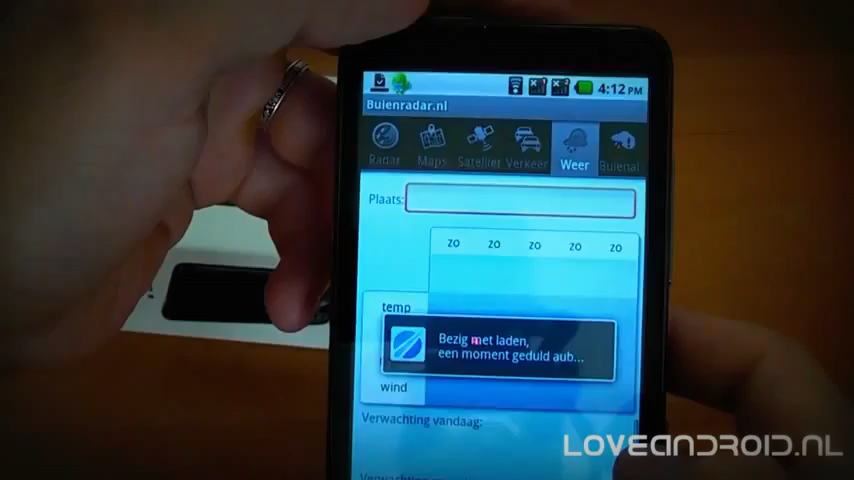 4:12 PM
Buienradar.nl
Radar Maps Satelliet Verkeer Weer Buienal
Plaats:
zo zo zo zo zo
temp
Bezig met laden,
een moment geduld aub...
wind
Verwachting vandaag:
LOVEANDROID.NL